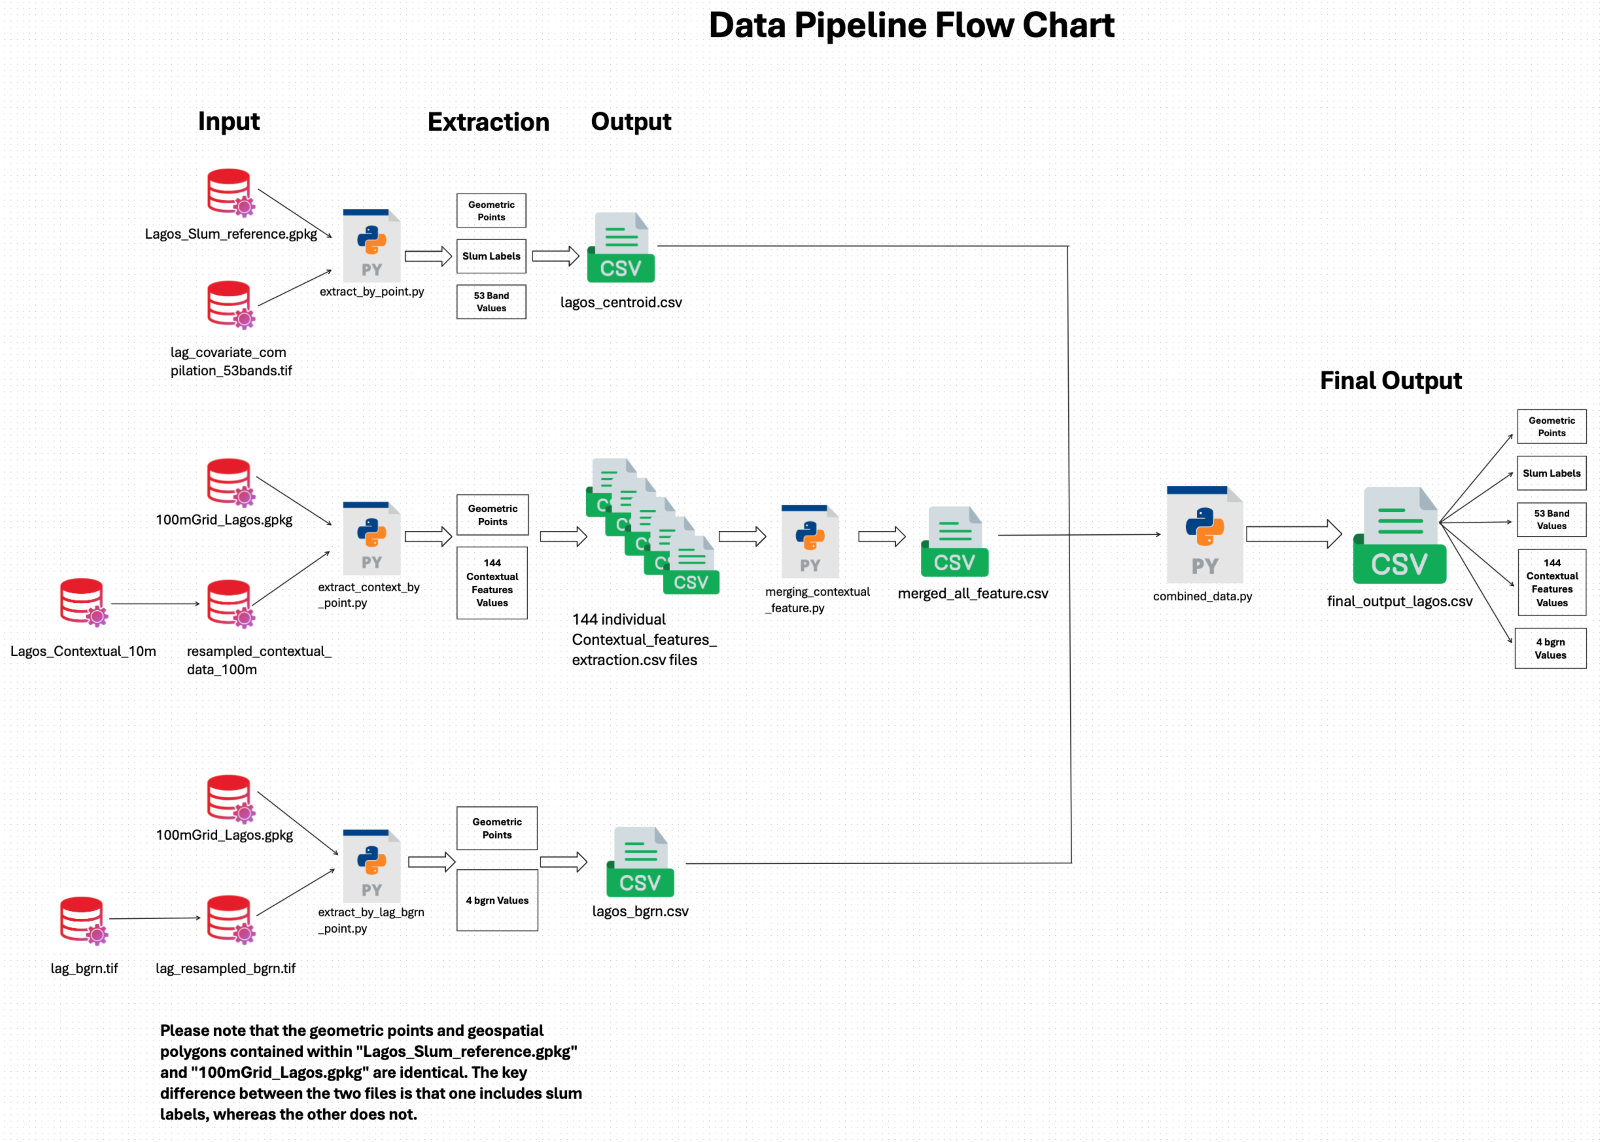 Data Pipeline Flow Chart
Input
Extraction
Output
Lagos_Slum_reference.gpkg
lag_covariate_com
pilation_53bands.tif
PY
extract_by_point.py
Geometric
Points
Slum Labels
53 Band
Values
CSV
lagos_centroid.csv
100mGrid_Lagos.gpkg
Lagos_Contextual_10m
resampled_contextual_
data_100m
PY
extract_context_by
_point.py
Geometric
Points
144
Contextual
Features
Values
CS
C
C
C
CSV
144 individual
Contextual_features_
extraction.csv files
PY
merging_contextual
_feature.py
CSV
merged_all_feature.csv
100mGrid_Lagos.gpkg
lag_bgrn.tif
lag_resampled_bgrn.tif
PY
extract_by_lag_bgrn
_point.py
Geometric
Points
4 bgrn Values
CSV
lagos_bgrn.csv
PY
combined_data.py
Final Output
CSV
final_output_lagos.csv
Geometric
Points
Slum Labels
53 Band
Values
144
Contextual
Features
Values
4 bgrn
Values
Please note that the geometric points and geospatial
polygons contained within "Lagos_Slum_reference.gpkg"
and "100mGrid_Lagos.gpkg" are identical. The key
difference between the two files is that one includes slum
labels, whereas the other does not.